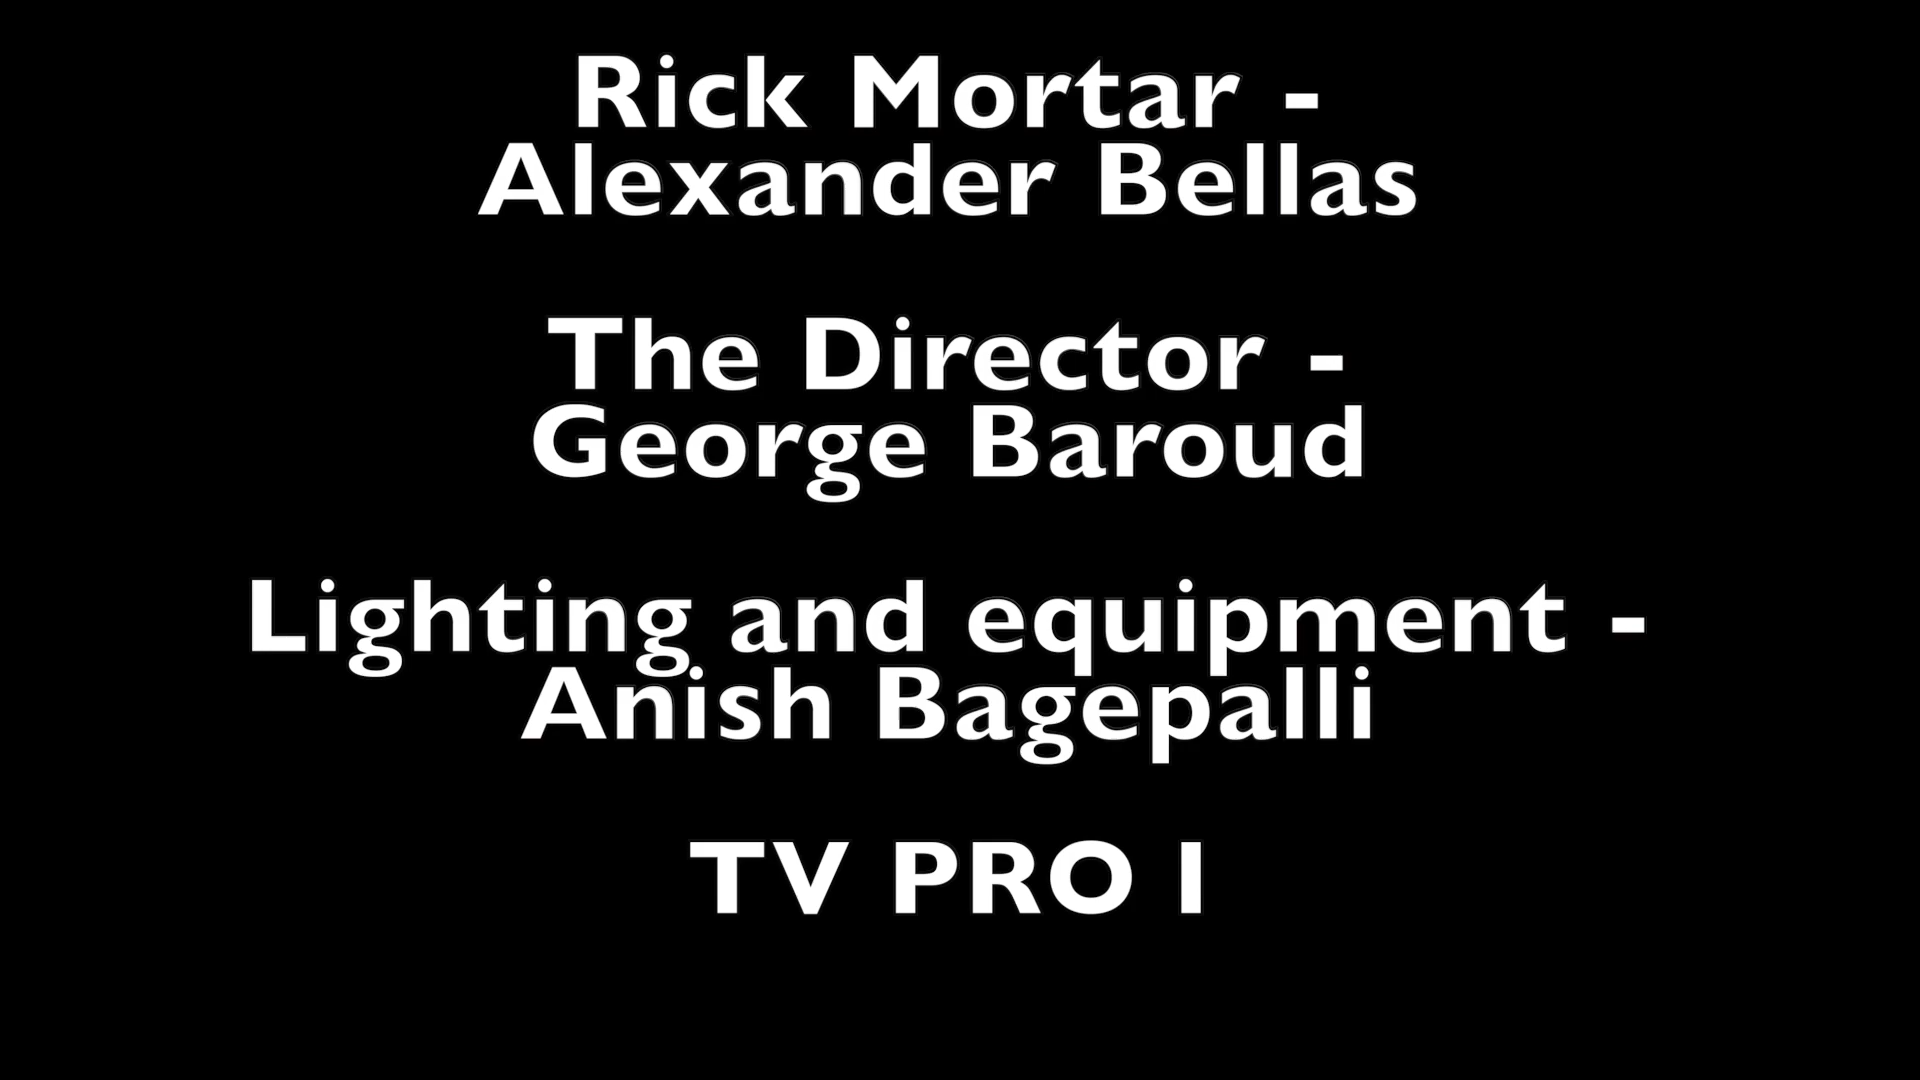 Rick Mortar -
Alexander Bellas
The Director -
George Baroud
Lighting and equipment -
Anish Bagepalli
TV PRO I